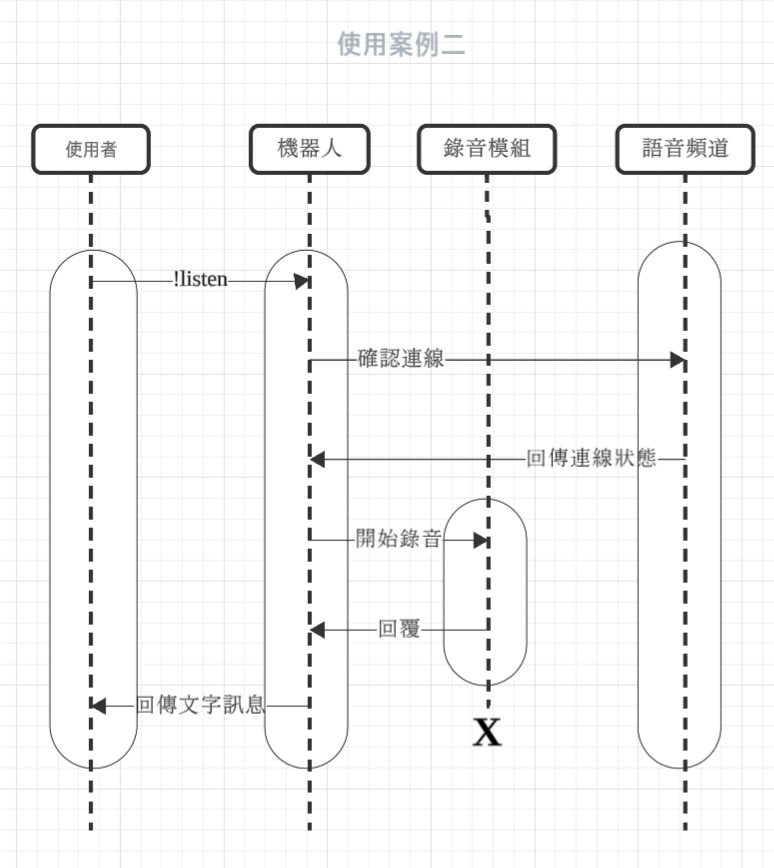 使用案例二
使用者
機器人
錄音模組
語音頻道
!listen
確認連線
回傳連線狀態
開始錄音
回覆
回傳文字訊息
X